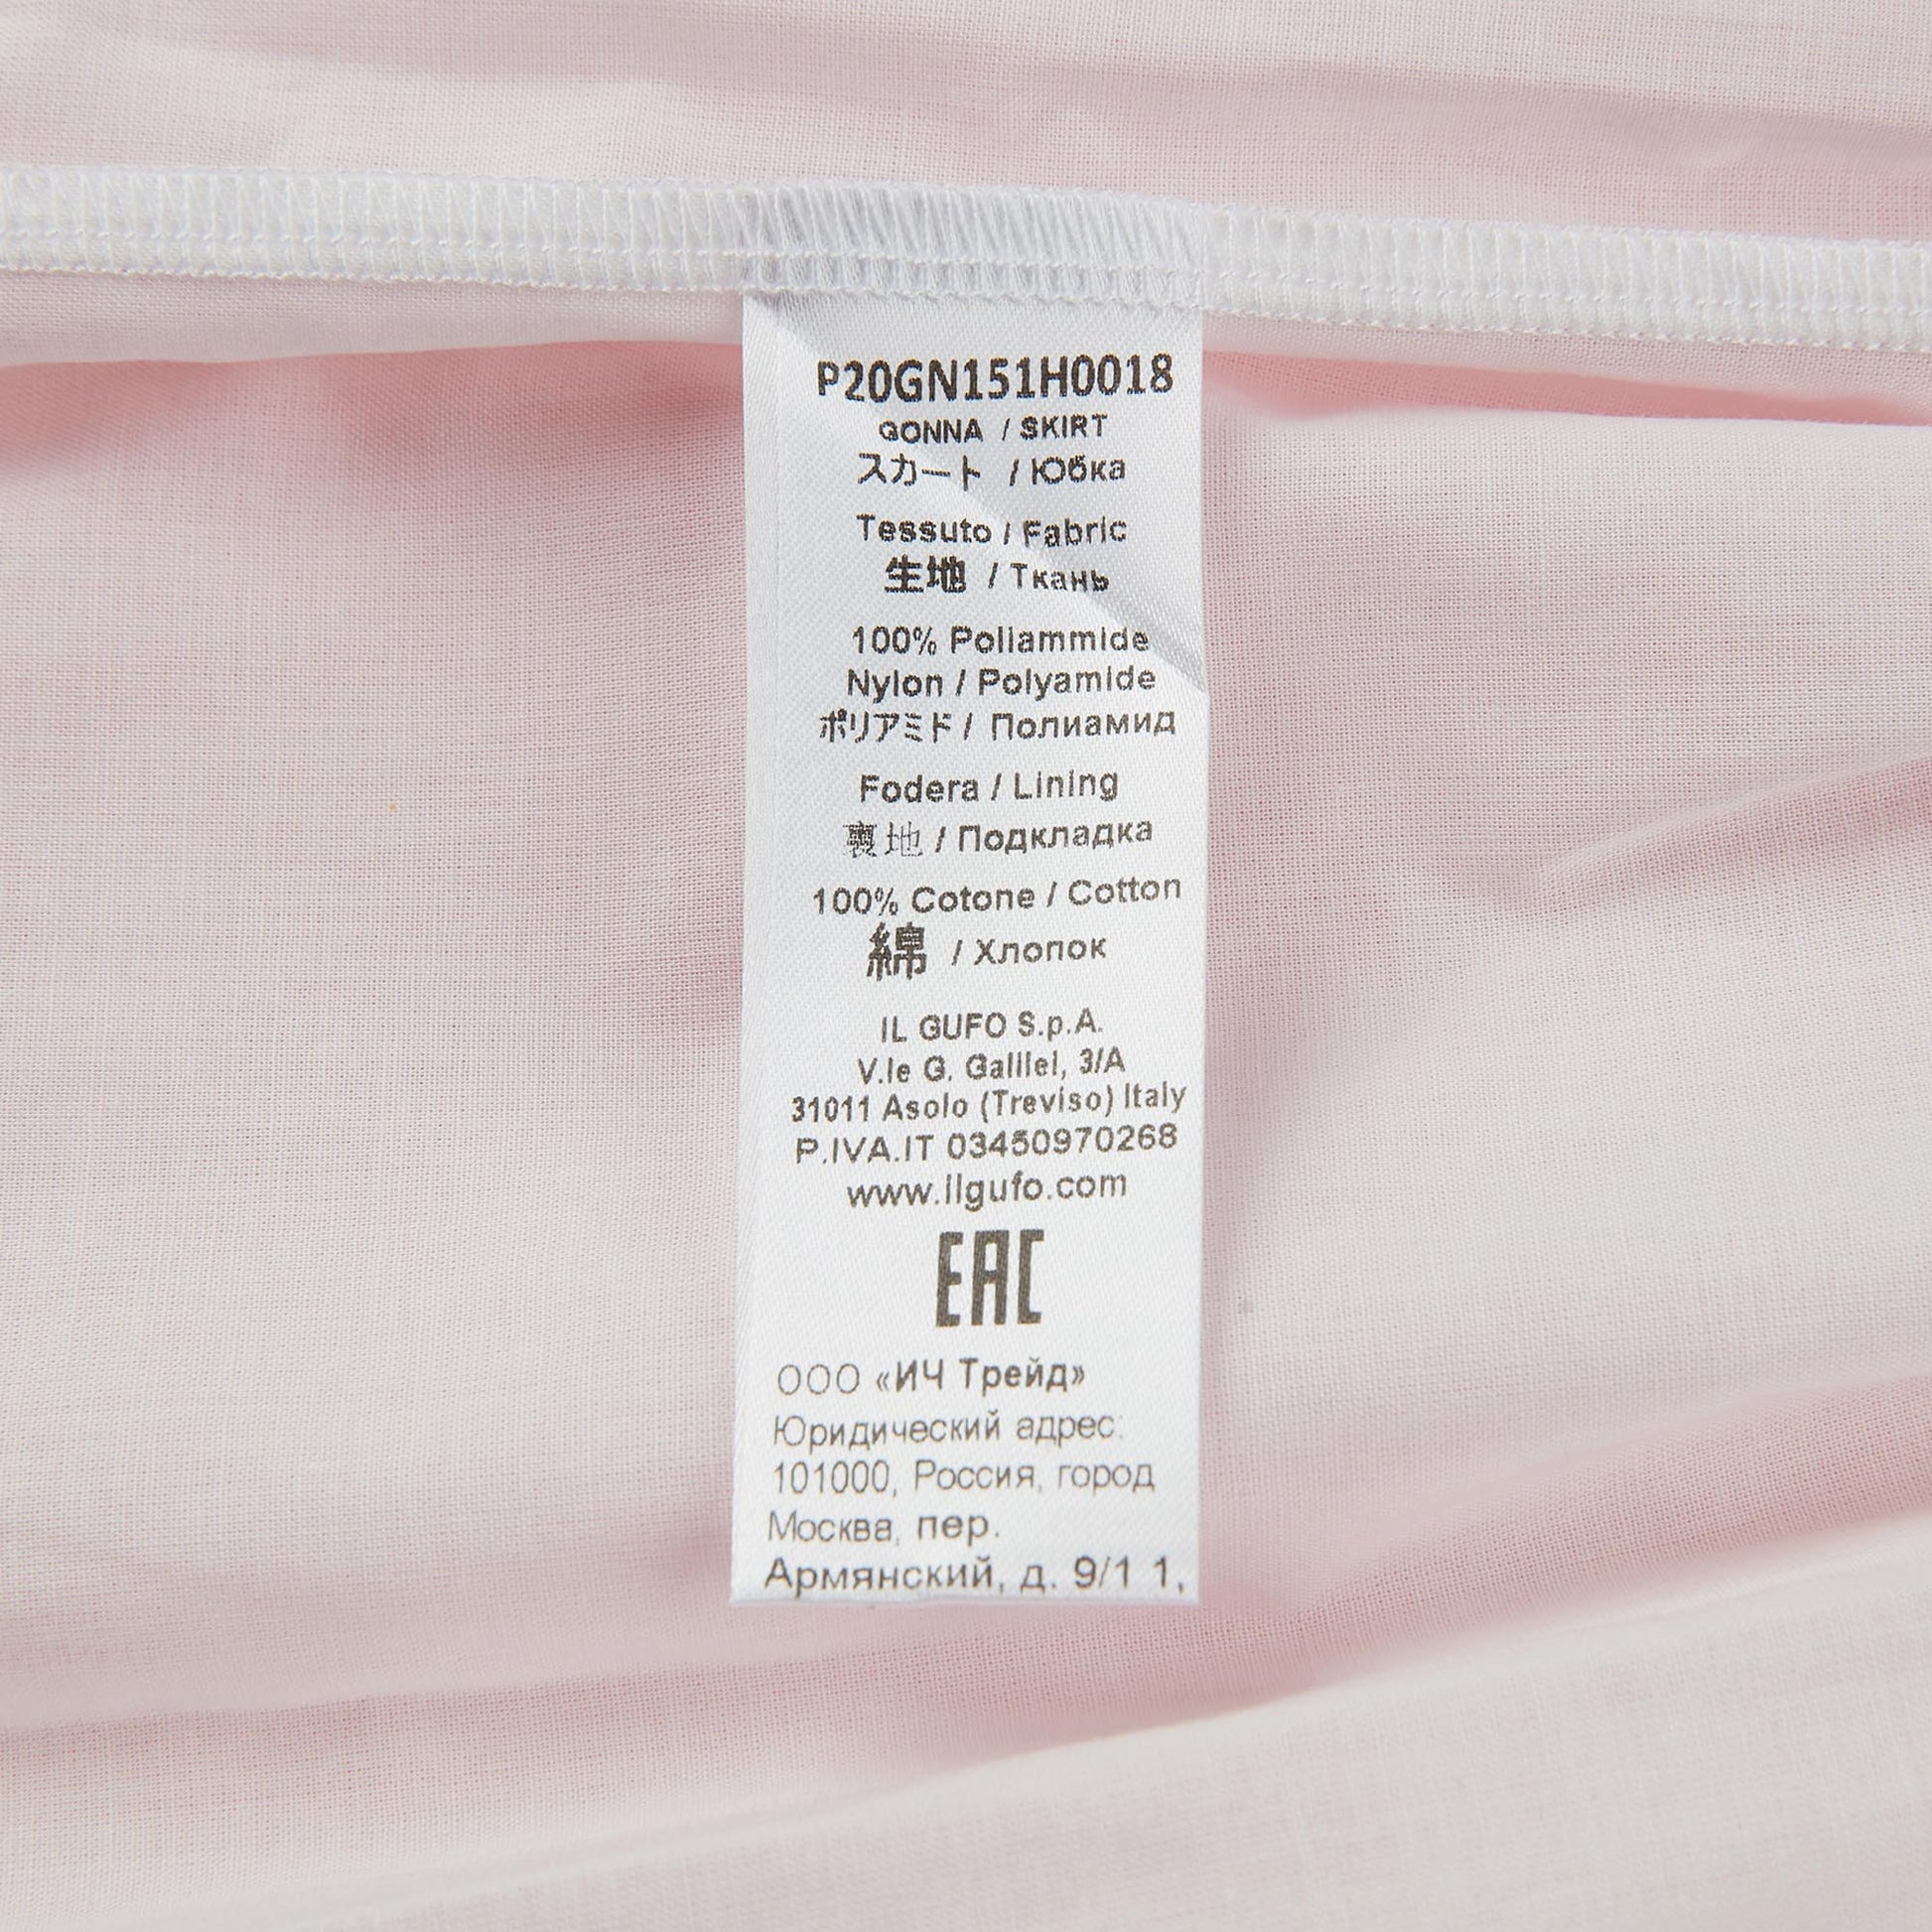 P20GN151H0018
GONNA / SKIRT
スカート / Юбка
Tessuto / Fabric
生地 / Ткань
100% Poliammide
Nylon / Polyamide
ポリアミド / Полиамид
Fodera / Lining
裏地 / Подкладка
100% Cotone / Cotton
綿 / Хлопок
IL GUFO S.p.A.
V.le G. Galilei, 3/A
31011 Asolo (Treviso) Italy
P.IVA.IT 03450970268
www.ilgufo.com
EAC
ООО «ИЧ Трейд»
Юридический адрес:
101000, Россия, город
Москва, пер.
Армянский, д. 9/1 1,